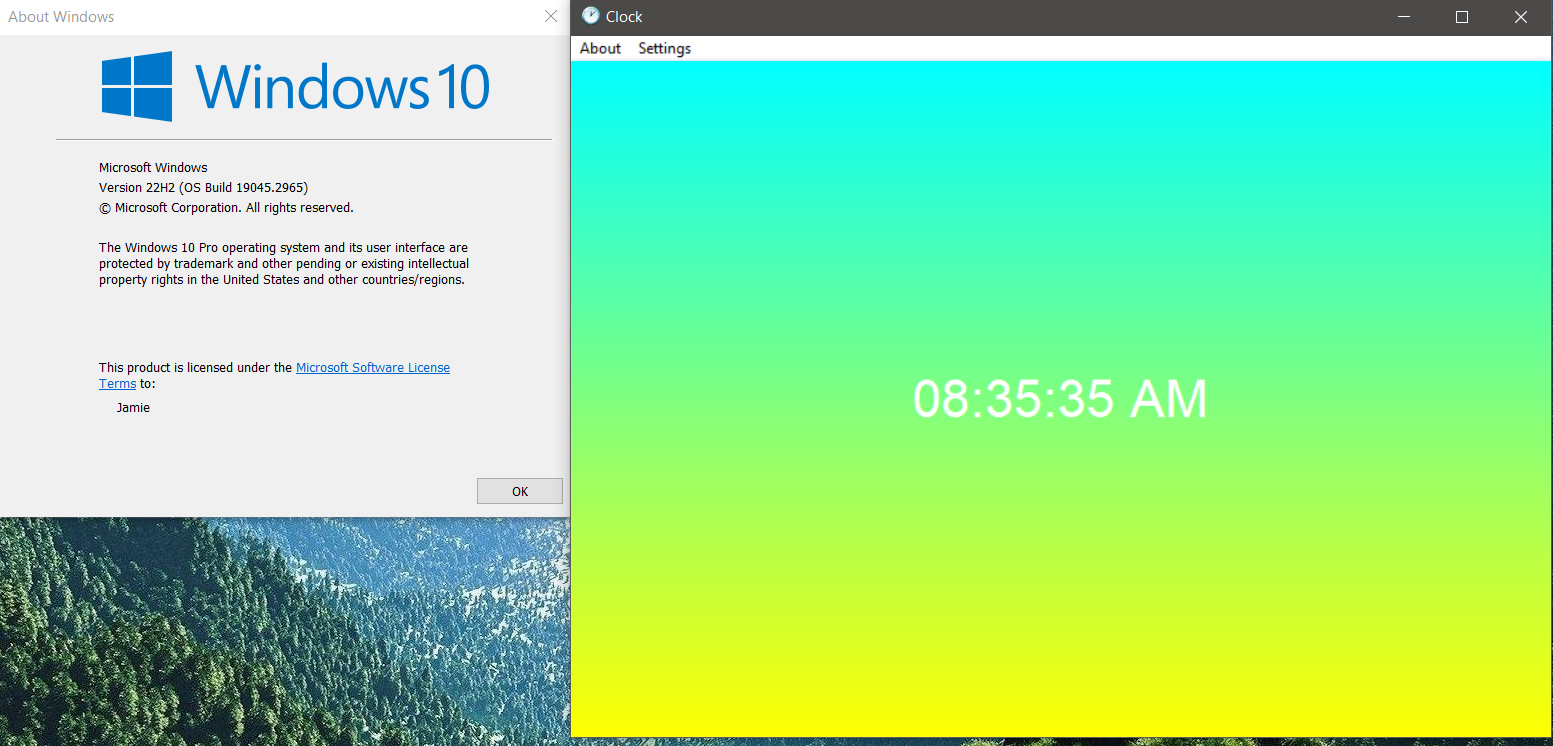 About Windows
Windows 10
Microsoft Windows
Version 22H2 (OS Build 19045.2965)
© Microsoft Corporation. All rights reserved.
The Windows 10 Pro operating system and its user interface are
protected by trademark and other pending or existing intellectual
property rights in the United States and other countries/regions.
This product is licensed under the Microsoft Software License
Terms to:
Jamie
OK
Clock
About Settings
08:35:35 AM